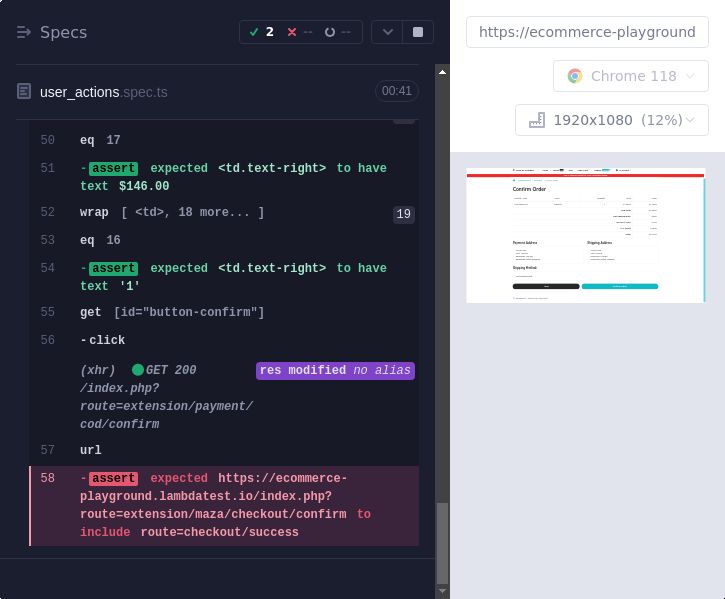 Specs
2
--
--
https://ecommerce-playground
user_actions.spec.ts
00:41
Chrome 118
1920x1080 (12%)
50 eq 17
51 -assert expected <td.text-right> to have
text $146.00
52 wrap [ <td>, 18 more... ] 19
53 eq 16
54 -assert expected <td.text-right> to have
text '1'
55 get [id="button-confirm"]
56 -click
(xhr) GET 200 res modified no alias
/index.php?
route=extension/payment/
cod/confirm
57 url
58 -assert expected https://ecommerce-
playground.lambdatest.io/index.php?
route=extension/maza/checkout/confirm to
include route=checkout/success
Confirm Order
Payment Address
Shipping Address